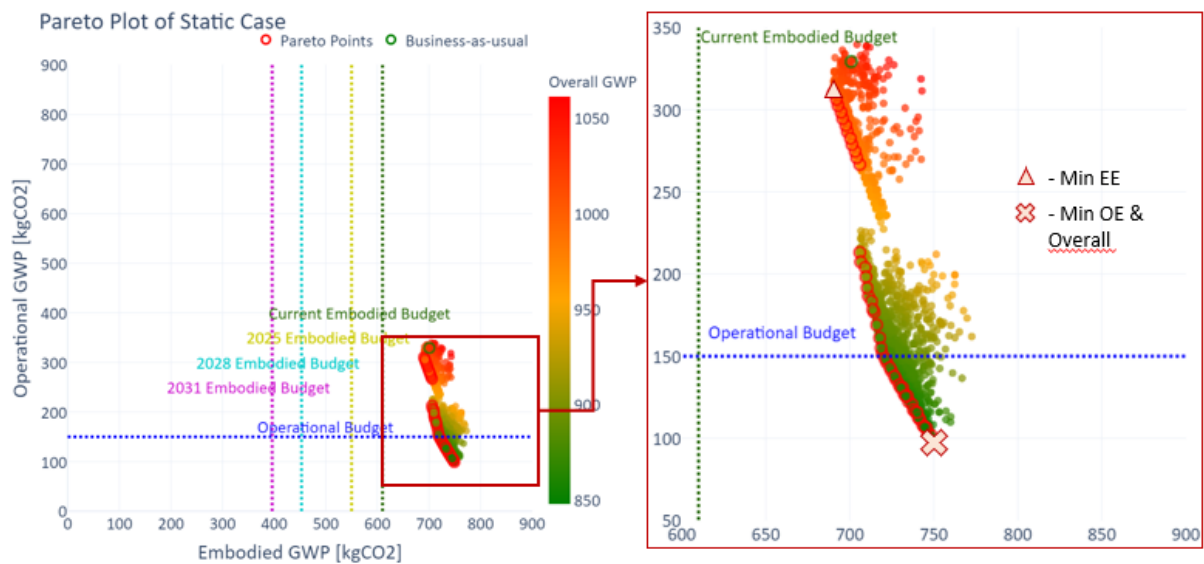 Pareto Plot of Static Case
Pareto Points
Business-as-usual
Operational GWP [kgCO2]
900
800
700
600
500
400
300
200
100
0
Current Embodied Budget
2025 Embodied Budget
2028 Embodied Budget
2031 Embodied Budget
Operational Budget
0 100 200 300 400 500 600 700 800 900
Embodied GWP [kgCO2]
Overall GWP
1050
1000
950
900
850
350
300
250
200
150
100
50
Current Embodied Budget
- Min EE
- Min OE &
Overall
Operational Budget
600 650 700 750 800 850 900